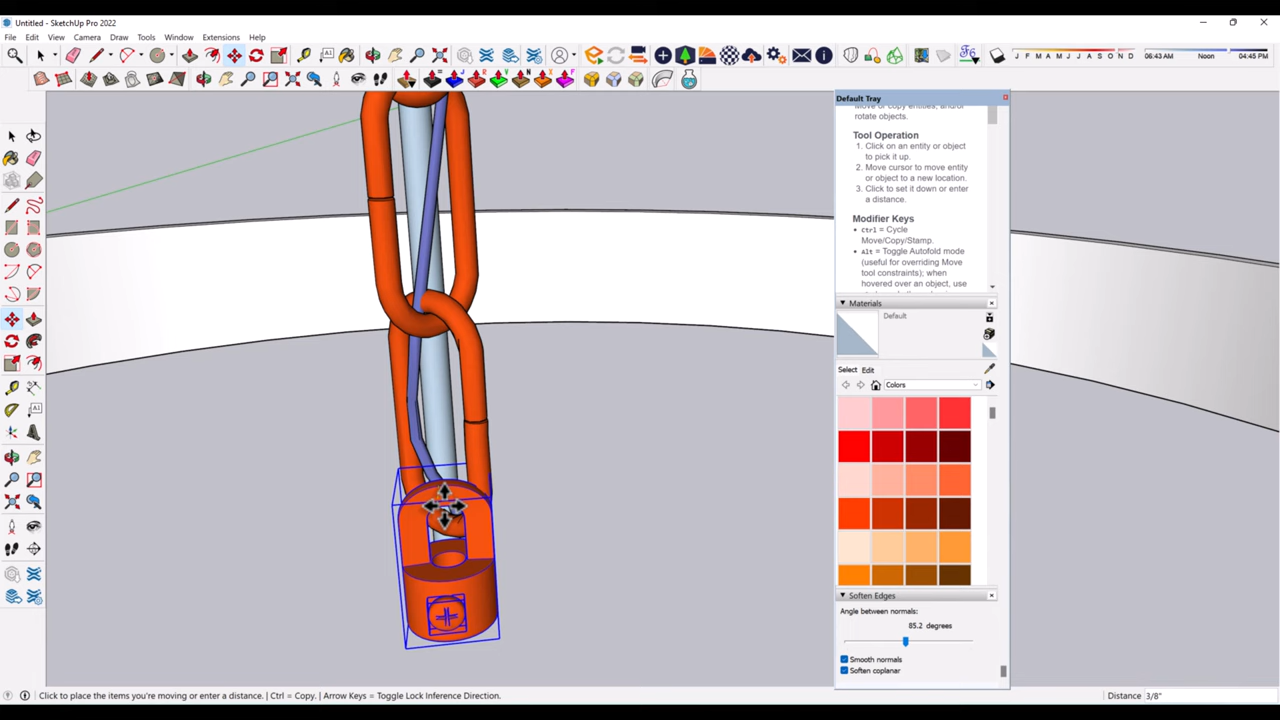 Untitled - SketchUp Pro 2022
File Edit View Camera Draw Tools Window Extensions Help
J F M A M J J A S O N D 06:43 AM Noon 04:45 PM
Default Tray
rotate objects.
Tool Operation
1. Click on an entity or object
to pick it up.
2. Move cursor to move entity
or object to a new location.
3. Click to set it down or enter
a distance.
Modifier Keys
• Ctrl = Cycle
Move/Copy/Stamp.
• Alt = Toggle Autofold mode
(useful for overriding Move
tool constraints); when
hovered over an object, use
Materials
Default
Select Edit
Colors
Soften Edges
Angle between normals:
85.2 degrees
Smooth normals
Soften coplanar
Click to place the items you're moving or enter a distance. | Ctrl = Copy. | Arrow Keys = Toggle Lock Inference Direction.
Distance 3/8"